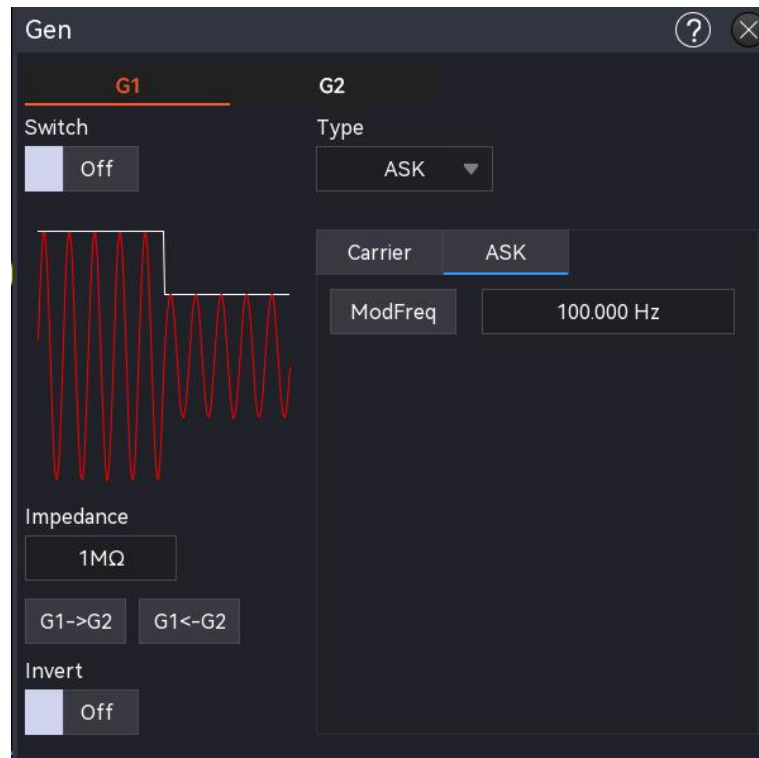 Gen
?
G1 G2
Switch
Off
Type
ASK
Carrier ASK
ModFreq 100.000 Hz
Impedance
1MΩ
G1->G2 G1<-G2
Invert
Off